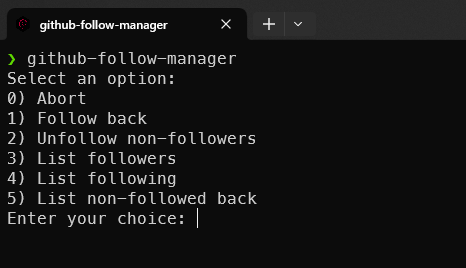 github-follow-manager
❯ github-follow-manager
Select an option:
0) Abort
1) Follow back
2) Unfollow non-followers
3) List followers
4) List following
5) List non-followed back
Enter your choice: